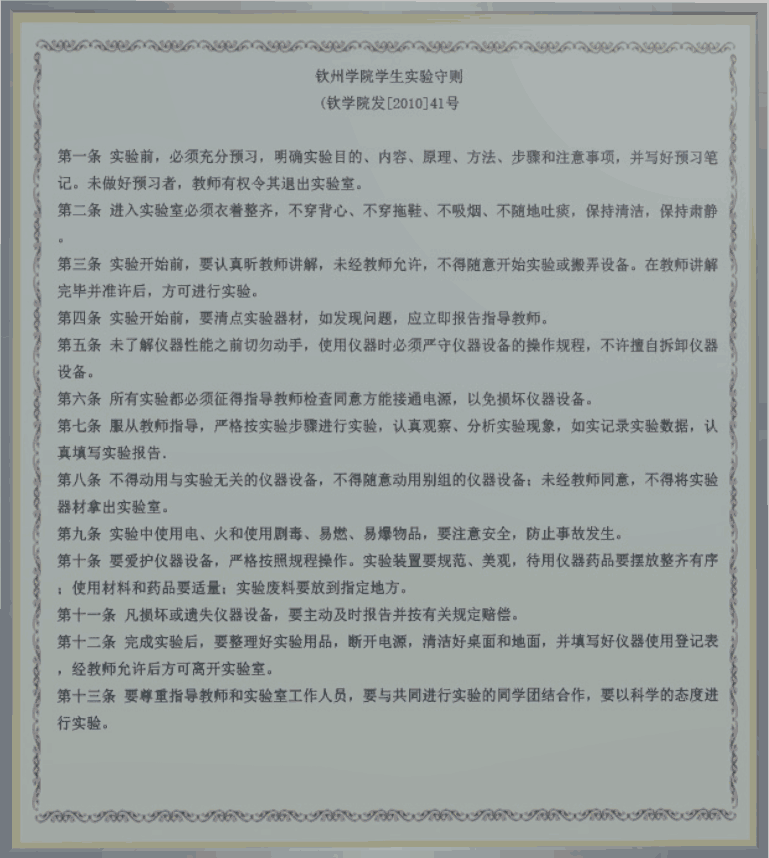 钦州学院学生实验守则
(钦学院发[2010]41号
第一条 实验前，必须充分预习，明确实验目的、内容、原理、方法、步骤和注意事项，并写好预习笔
记。未做好预习者，教师有权令其退出实验室。
第二条 进入实验室必须衣着整齐，不穿背心、不穿拖鞋、不吸烟、不随地吐痰，保持清洁，保持肃静
。
第三条 实验开始前，要认真昕教师讲解，未经教师允许，不得随意开始实验或搬弄设备。在教师讲解
完毕并准许后，方可进行实验。
第四条 实验开始前，要清点实验器材，如发现问题，应立即报告指导教师。
第五条 未了解仪器性能之前切勿动手，使用仪器时必须严守仪器设备的操作规程，不许擅自拆卸仪器
设备。
第六条 所有实验都必须征得指导教师检查同意方能接通电源，以免损坏仪器设备。
第七条 服从教师指导，严格按实验步骤进行实验，认真观察、分析实验现象，如实记录实验数据，认
真填写实验报告.
第八条 不得动用与实验无关的仪器设备，不得随意动用别组的仪器设备；未经教师同意，不得将实验
器材拿出实验室。
第九条 实验中使用电、火和使用剧毒、易燃、易爆物品，要注意安全，防止事故发生。
第十条 要爱护仪器设备，严格按照规程操作。实验装置要规范、美观，待用仪器药品要摆放整齐有序
；使用材料和药品要适量；实验废料要放到指定地方。
第十一条 凡损坏或遗失仪器设备，要主动及时报告并按有关规定赔偿。
第十二条 完成实验后，要整理好实验用品，断开电源，清洁好桌面和地面，并填写好仪器使用登记表
，经教师允许后方可离开实验室。
第十三条 要尊重指导教师和实验室工作人员，要与共同进行实验的同学团结合作，要以科学的态度进
行实验。